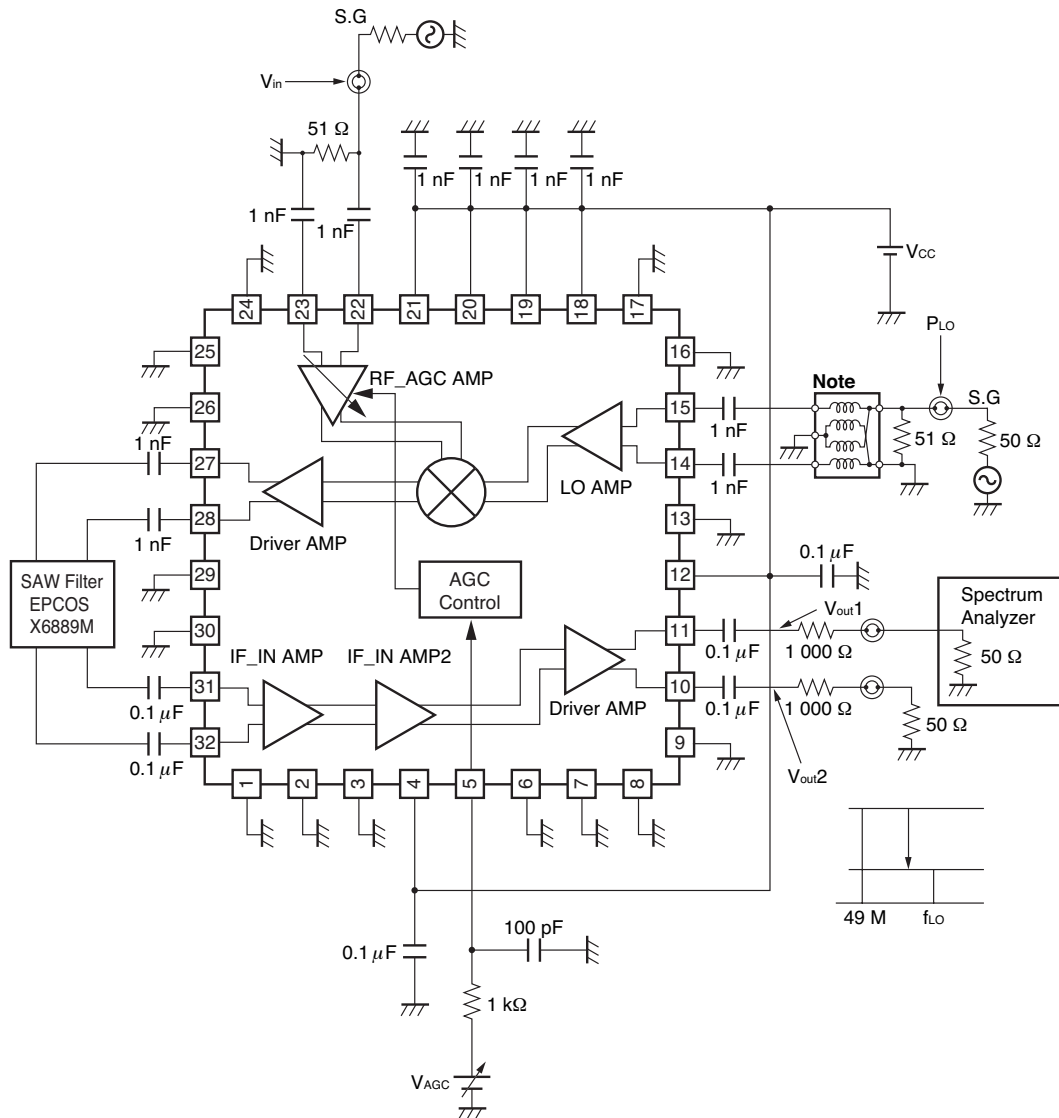 S.G
Vin
51 Ω
1 nF 1 nF 1 nF 1 nF
1 nF
1 nF
VCC
24 23 22 21 20 19 18 17
PLO
25
16
S.G
RF_AGC AMP
Note
26
15
1 nF
1 nF
51 Ω
50 Ω
27
14
LO AMP
1 nF
28
13
1 nF
Driver AMP
0.1 μF
SAW Filter
EPCOS
X6889M
29
12
AGC
Control
Spectrum
Analyzer
Vout1
30
11
0.1 μF
1 000 Ω
50 Ω
IF_IN AMP
IF_IN AMP2
31
10
0.1 μF
Driver AMP
0.1 μF
1 000 Ω
50 Ω
32
9
0.1 μF
Vout2
1 2 3 4 5 6 7 8
49 M
fLO
100 pF
0.1 μF
1 kΩ
VAGC